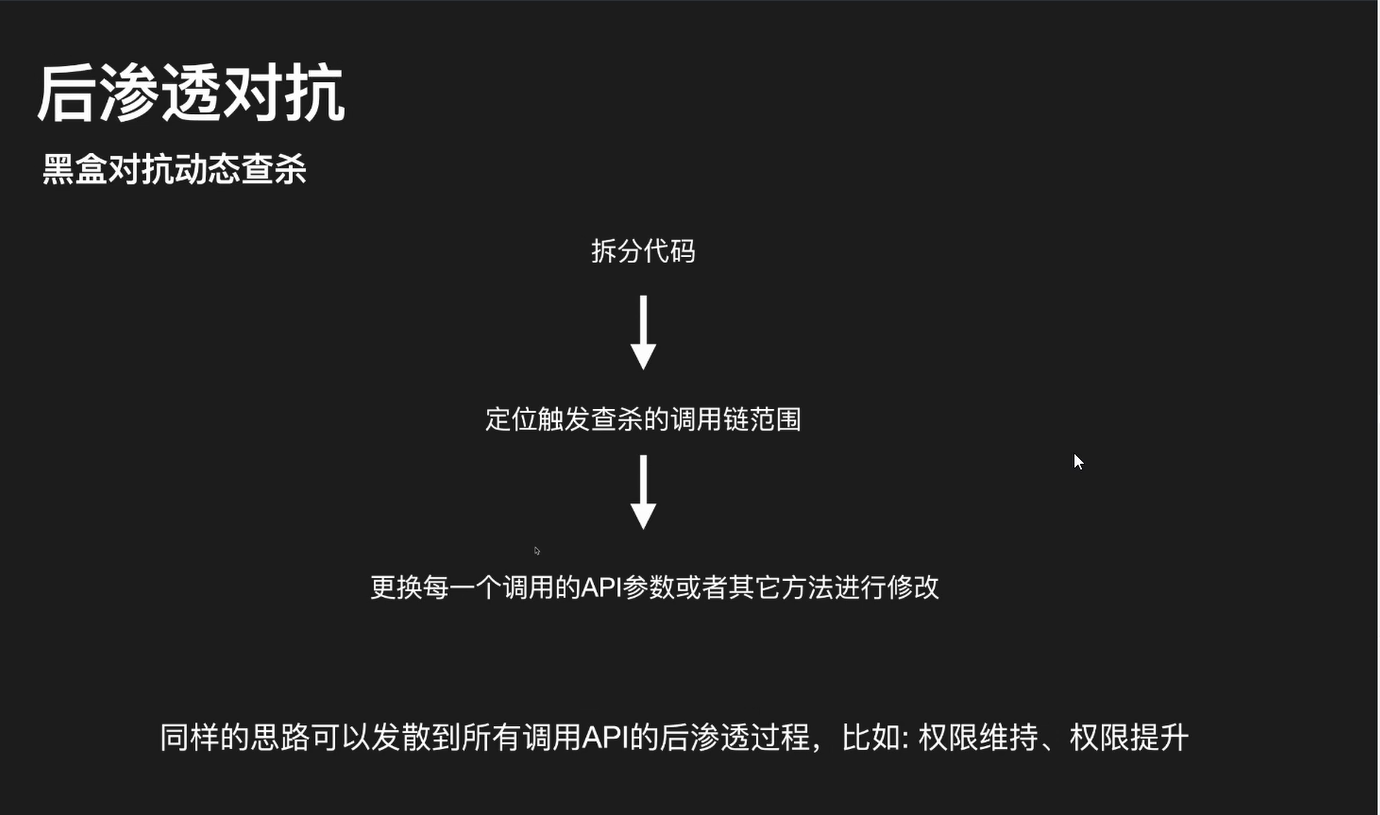 后渗透对抗
黑盒对抗动态查杀
拆分代码
定位触发查杀的调用链范围
更换每一个调用的API参数或者其它方法进行修改
同样的思路可以发散到所有调用API的后渗透过程，比如: 权限维持、权限提升